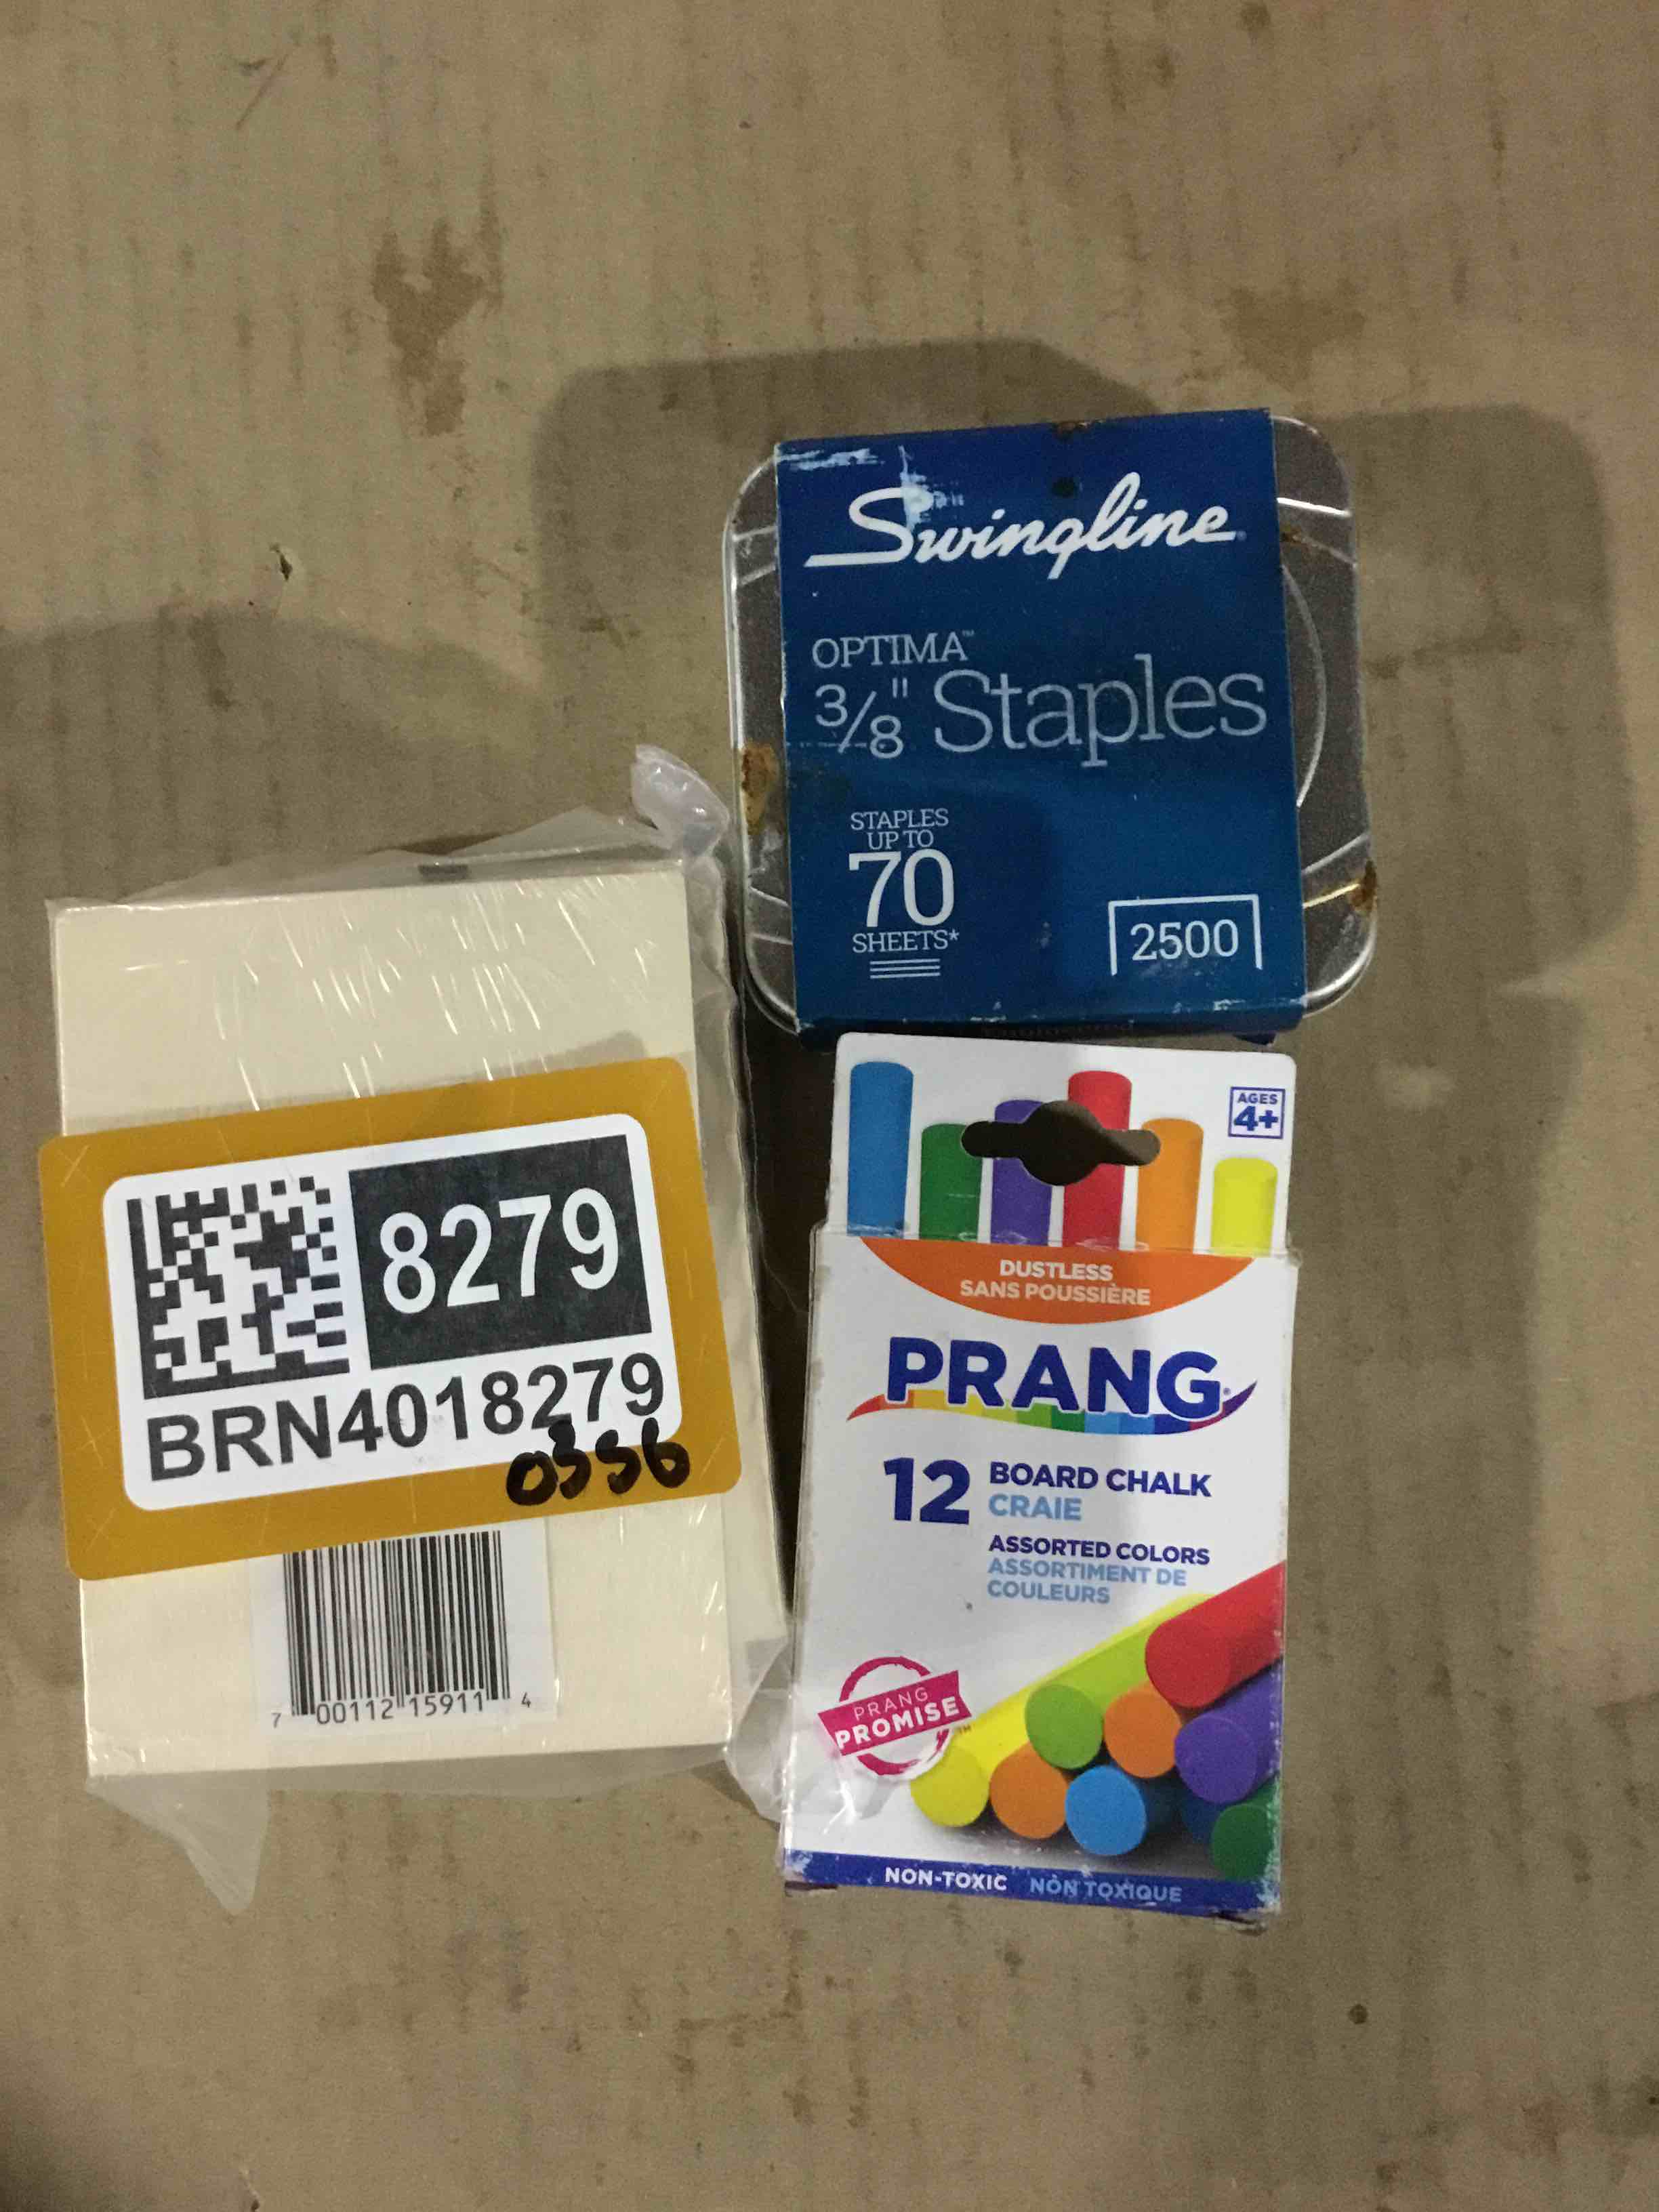 Swingline
OPTIMA™
3/8" Staples
STAPLES
UP TO
70
SHEETS*
2500
8279
BRN4018279
0356
7 00112 15911 4
AGES
4+
DUSTLESS
SANS POUSSIÈRE
PRANG®
12 BOARD CHALK
CRAIE
ASSORTED COLORS
ASSORTIMENT DE
COULEURS
PRANG
PROMISE™
NON-TOXIC NON TOXIQUE